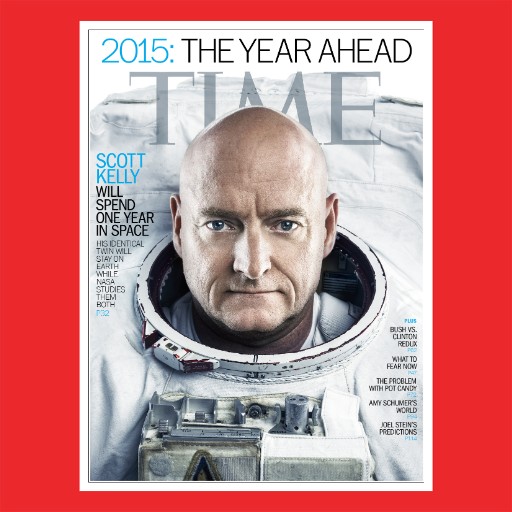 2015: THE YEAR AHEAD
TIME
SCOTT
KELLY
WILL
SPEND
ONE YEAR
IN SPACE
HIS IDENTICAL
TWIN WILL
STAY ON
EARTH
WHILE
NASA
STUDIES
THEM
BOTH
P32
PLUS
BUSH VS.
CLINTON
REDUX
WHAT TO
FEAR NOW
THE PROBLEM
WITH POT CANDY
AMY SCHUMER'S
WORLD
JOEL STEIN'S
PREDICTIONS